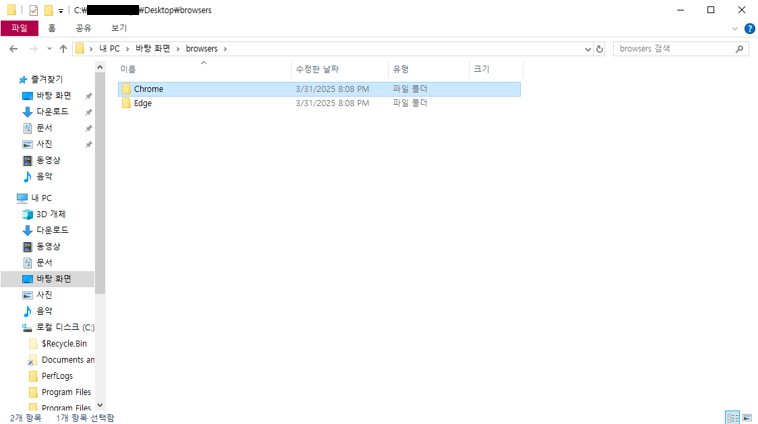 C:₩ ₩Desktop₩browsers
파일 홈 공유 보기
내 PC 바탕 화면 browsers browsers 검색
이름 수정한 날짜 유형 크기
Chrome 3/31/2025 8:08 PM 파일 폴더
Edge 3/31/2025 8:08 PM 파일 폴더
즐겨찾기
바탕 화면
다운로드
문서
사진
동영상
음악
내 PC
3D 개체
다운로드
동영상
문서
바탕 화면
사진
음악
로컬 디스크 (C:)
$Recycle.Bin
Documents an
PerfLogs
Program Files
Program Files
2개 항목 1개 항목 선택함